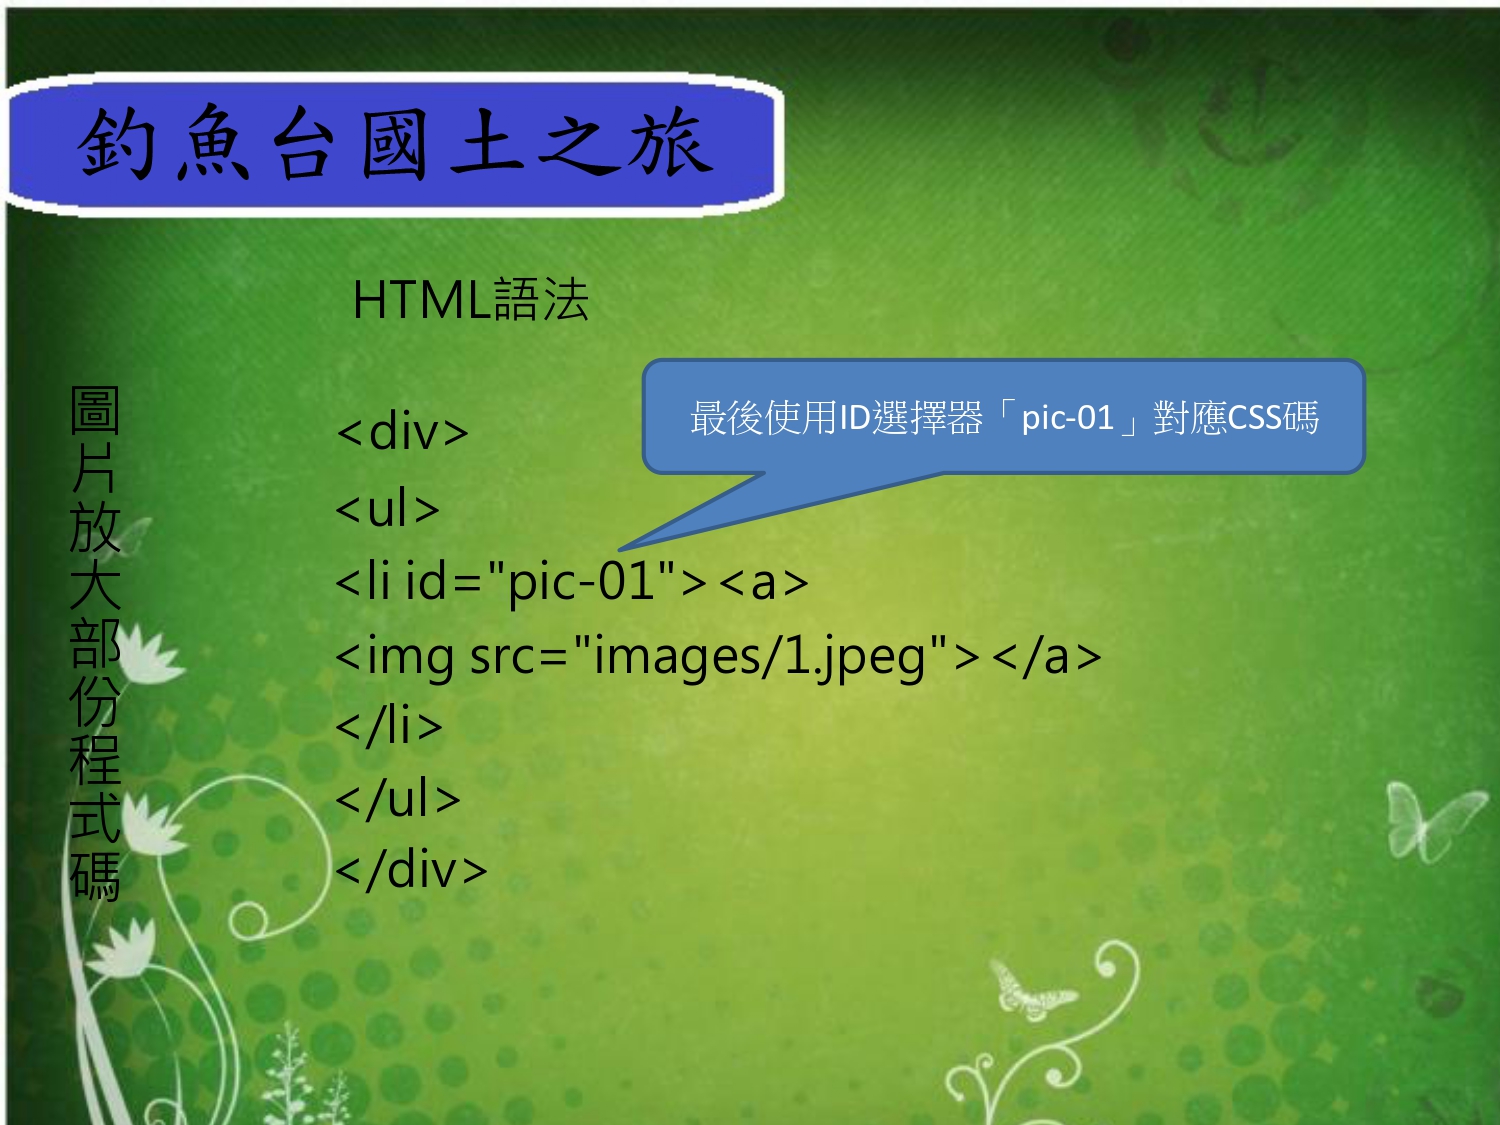 釣魚台國土之旅
HTML語法
圖片放大部份程式碼
最後使用ID選擇器「pic-01」對應CSS碼
<div>
<ul>
<li id="pic-01"><a>
<img src="images/1.jpeg"></a>
</li>
</ul>
</div>